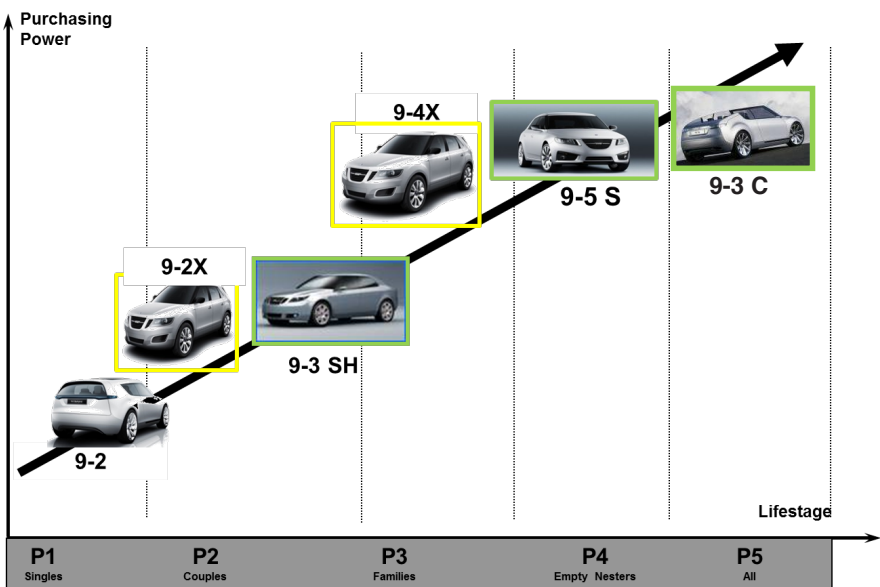 Purchasing
Power
9-4X
9-5 S
9-3 C
9-2X
9-3 SH
9-2
Lifestage
P1
Singles
P2
Couples
P3
Families
P4
Empty Nesters
P5
All